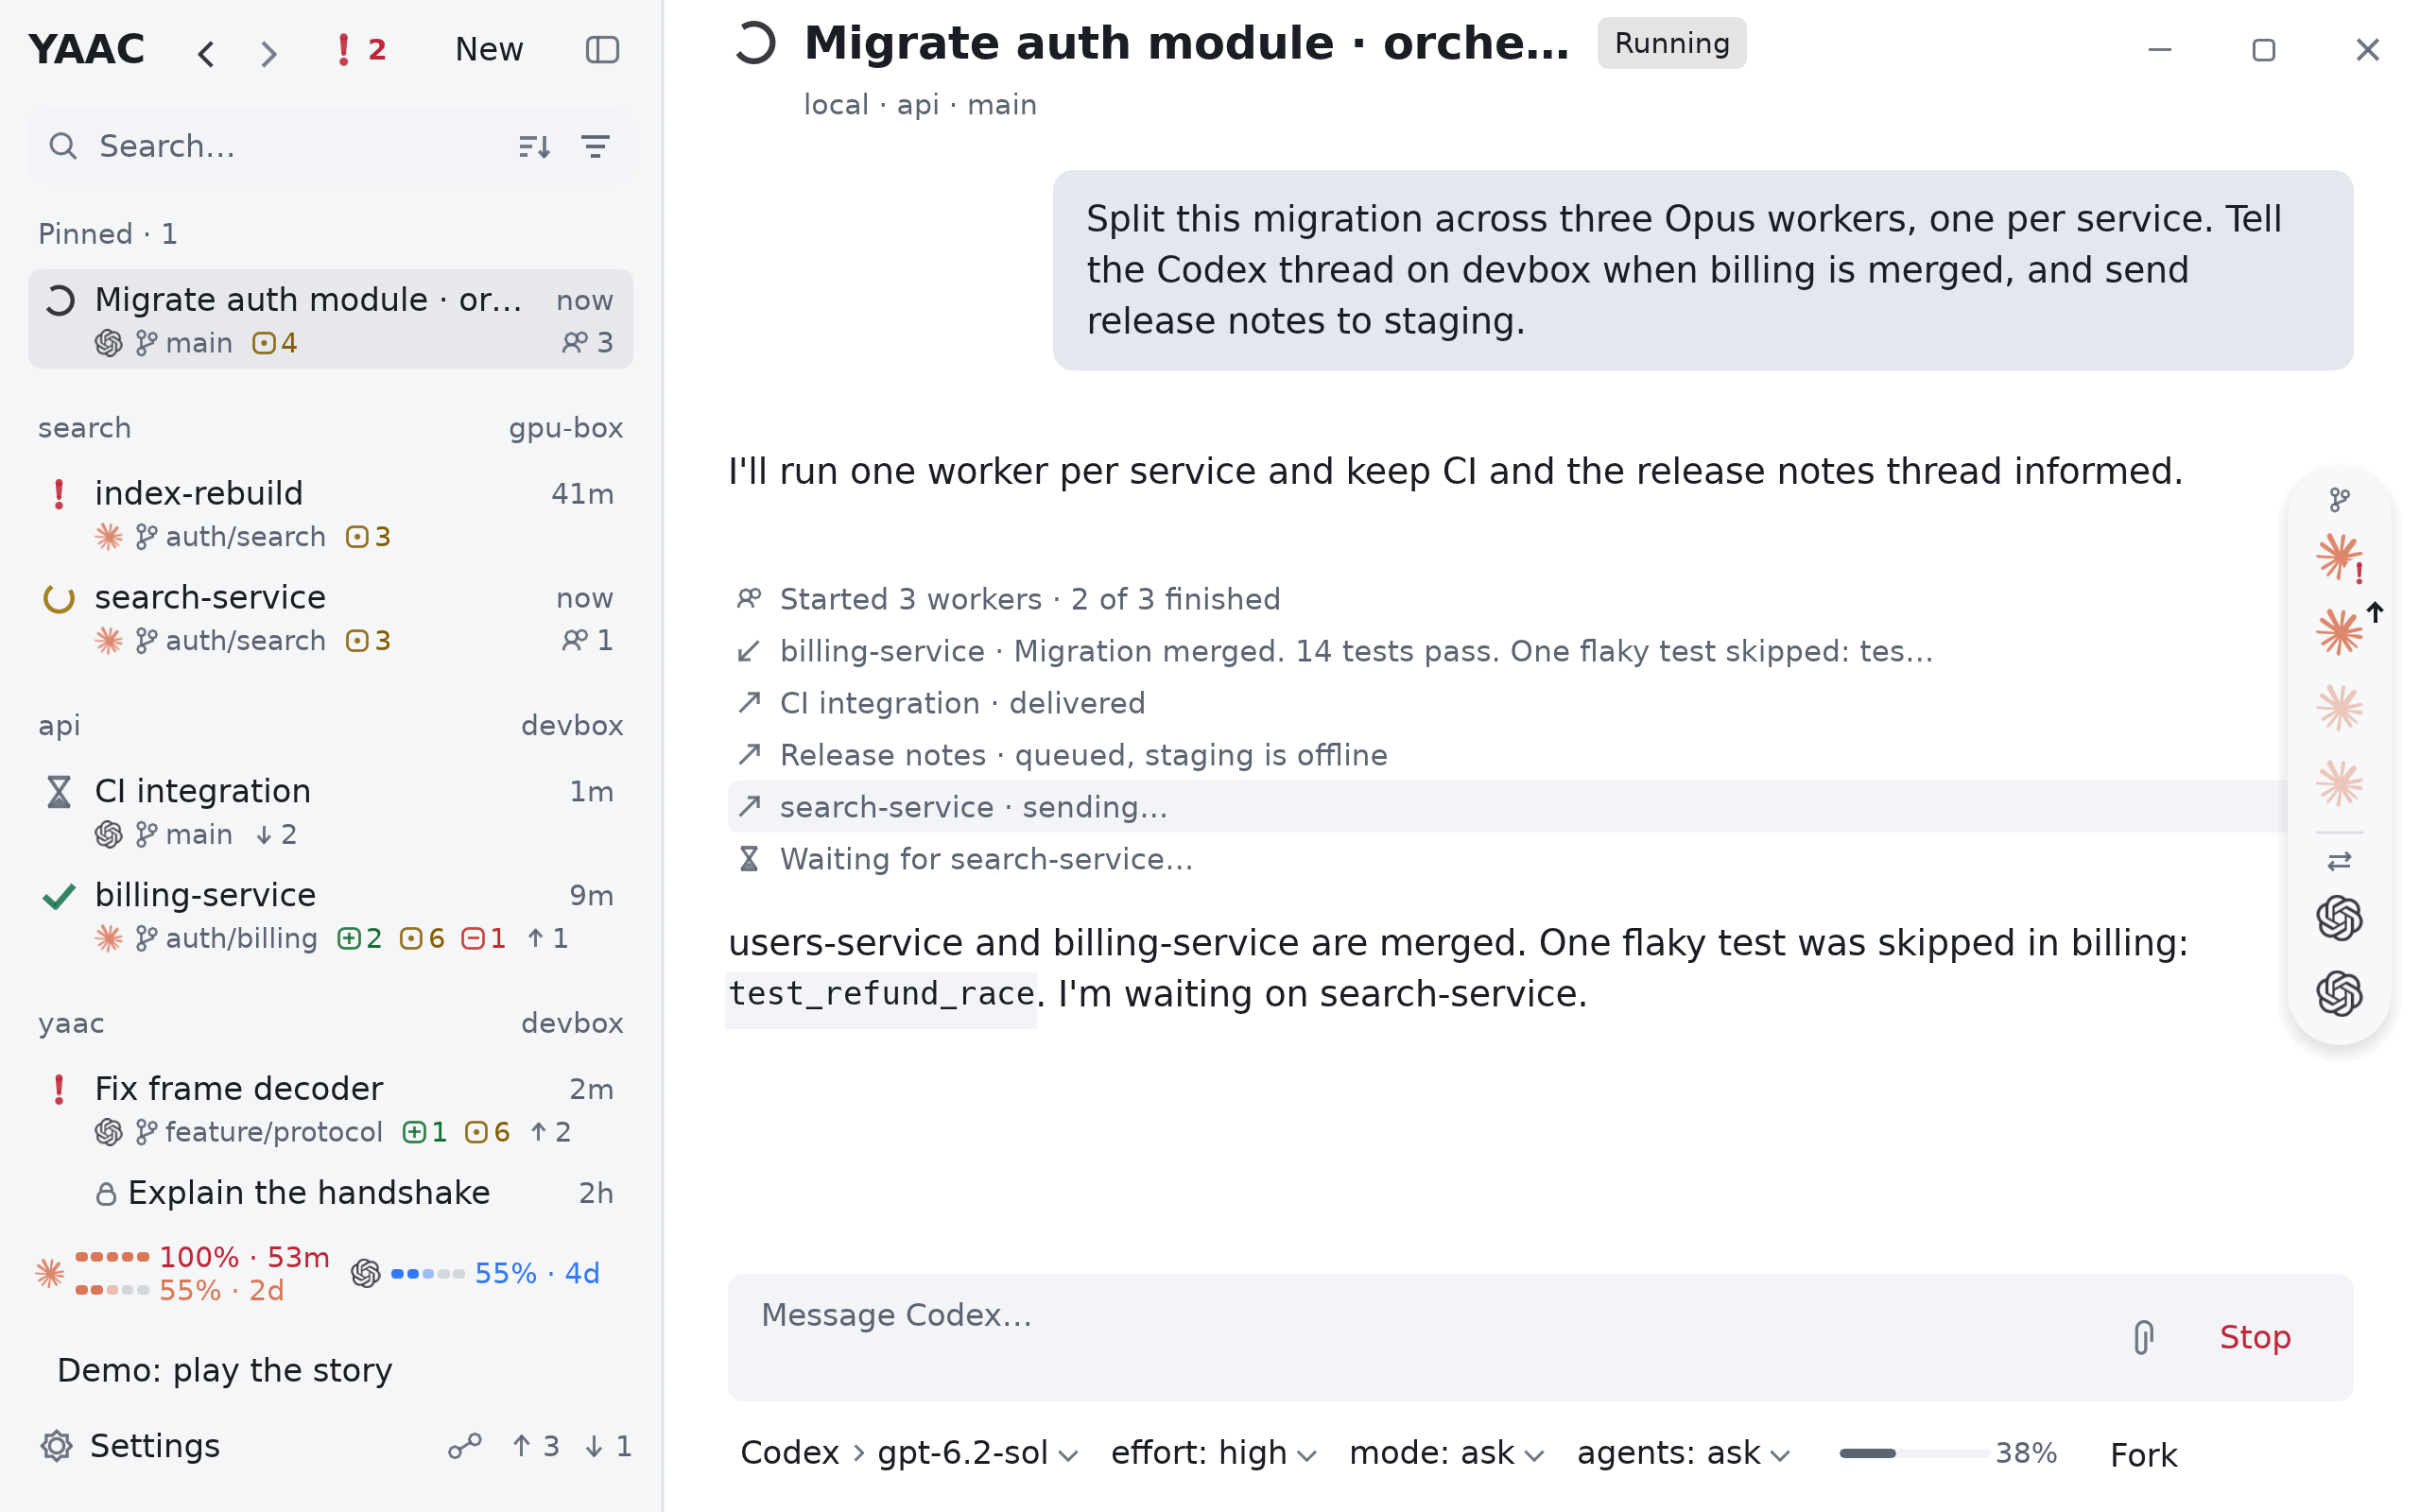 YAAC
2
New
Search...
Pinned · 1
Migrate auth module · or... now
main 4 3
search gpu-box
index-rebuild 41m
auth/search 3
search-service now
auth/search 3 1
api devbox
CI integration 1m
main ↓ 2
billing-service 9m
auth/billing 2 6 1 ↑ 1
yaac devbox
Fix frame decoder 2m
feature/protocol 1 6 ↑ 2
Explain the handshake 2h
100% · 53m
55% · 2d
55% · 4d
Demo: play the story
Settings ↑ 3 ↓ 1
Migrate auth module · orche... Running
local · api · main
Split this migration across three Opus workers, one per service. Tell
the Codex thread on devbox when billing is merged, and send
release notes to staging.
I'll run one worker per service and keep CI and the release notes thread informed.
Started 3 workers · 2 of 3 finished
billing-service · Migration merged. 14 tests pass. One flaky test skipped: tes...
CI integration · delivered
Release notes · queued, staging is offline
search-service · sending...
Waiting for search-service...
users-service and billing-service are merged. One flaky test was skipped in billing:
test_refund_race. I'm waiting on search-service.
Message Codex...
Stop
Codex › gpt-6.2-sol effort: high mode: ask agents: ask 38% Fork